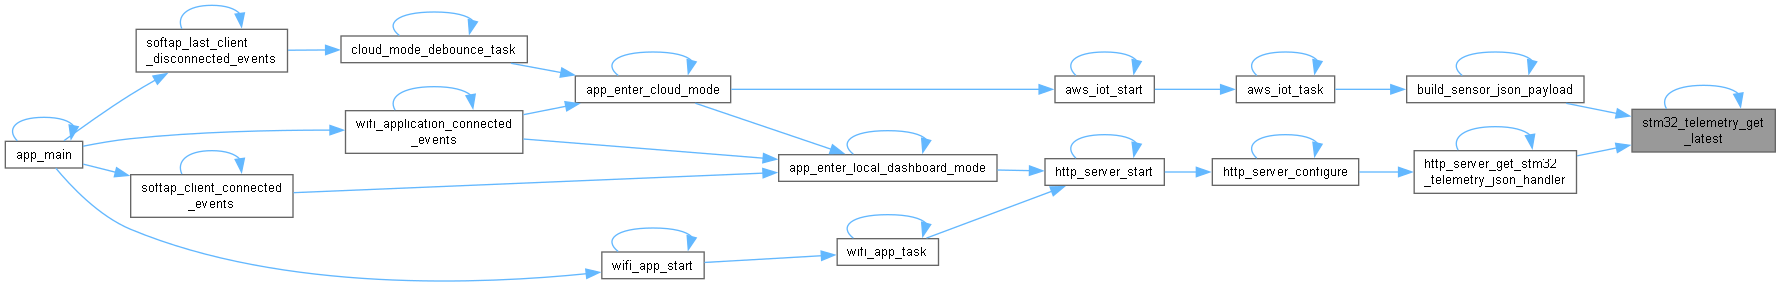 softap_last_client
_disconnected_events
cloud_mode_debounce_task
app_enter_cloud_mode
aws_iot_start
aws_iot_task
build_sensor_json_payload
stm32_telemetry_get
_latest
wifi_application_connected
_events
app_main
app_enter_local_dashboard_mode
http_server_start
http_server_configure
http_server_get_stm32
_telemetry_json_handler
softap_client_connected
_events
wifi_app_task
wifi_app_start